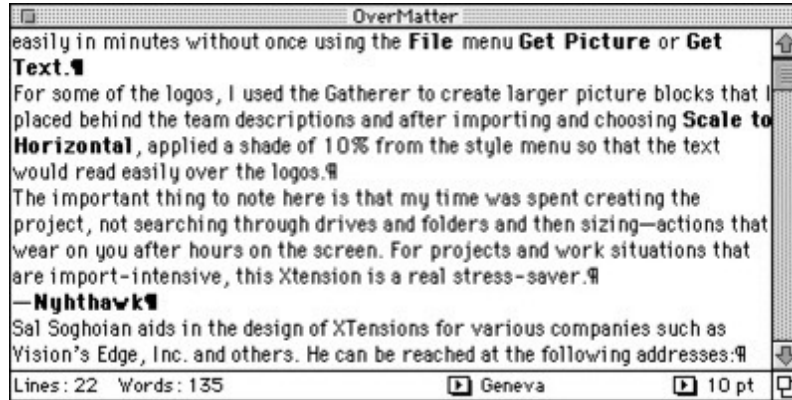 OverMatter
easily in minutes without once using the File menu Get Picture or Get
Text.¶
For some of the logos, I used the Gatherer to create larger picture blocks that I
placed behind the team descriptions and after importing and choosing Scale to
Horizontal, applied a shade of 10% from the style menu so that the text
would read easily over the logos.¶
The important thing to note here is that my time was spent creating the
project, not searching through drives and folders and then sizing—actions that
wear on you after hours on the screen. For projects and work situations that
are import-intensive, this Xtension is a real stress-saver.¶
—Nyhthawk¶
Sal Soghoian aids in the design of XTensions for various companies such as
Vision's Edge, Inc. and others. He can be reached at the following addresses:¶
Lines: 22 Words: 135 Geneva 10 pt